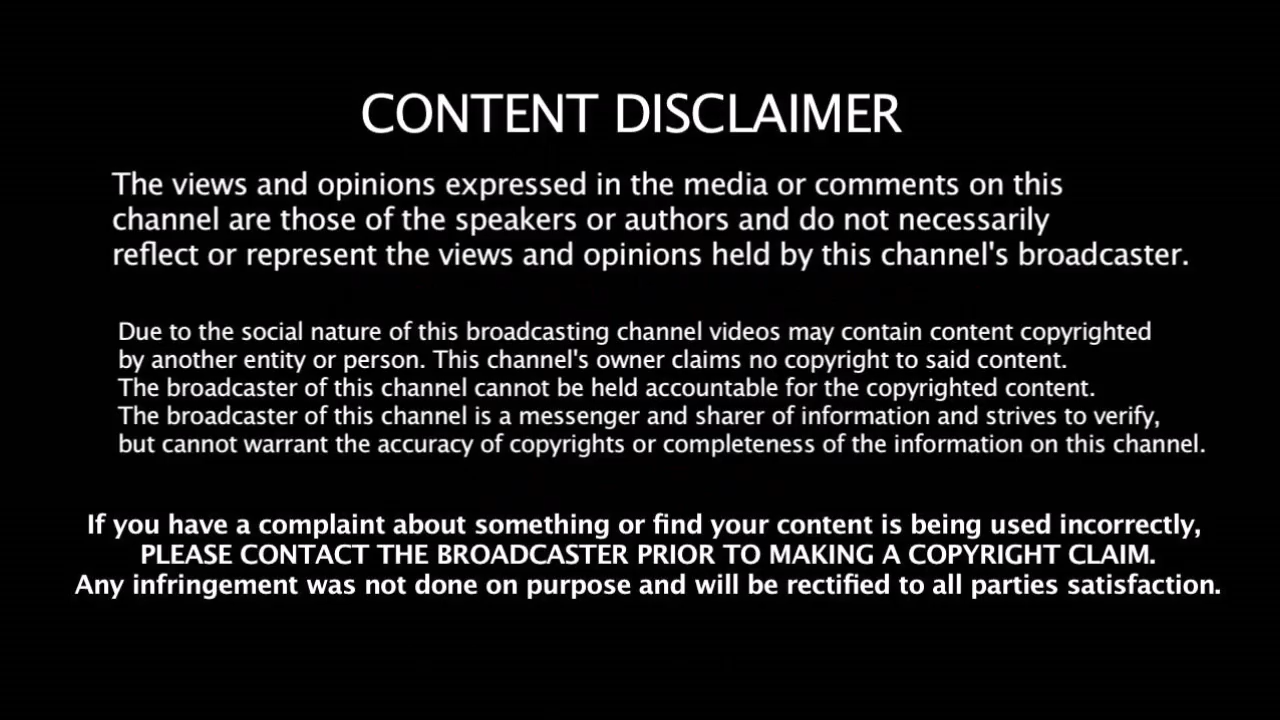 CONTENT DISCLAIMER
The views and opinions expressed in the media or comments on this
channel are those of the speakers or authors and do not necessarily
reflect or represent the views and opinions held by this channel's broadcaster.
Due to the social nature of this broadcasting channel videos may contain content copyrighted
by another entity or person. This channel's owner claims no copyright to said content.
The broadcaster of this channel cannot be held accountable for the copyrighted content.
The broadcaster of this channel is a messenger and sharer of information and strives to verify,
but cannot warrant the accuracy of copyrights or completeness of the information on this channel.
If you have a complaint about something or find your content is being used incorrectly,
PLEASE CONTACT THE BROADCASTER PRIOR TO MAKING A COPYRIGHT CLAIM.
Any infringement was not done on purpose and will be rectified to all parties satisfaction.